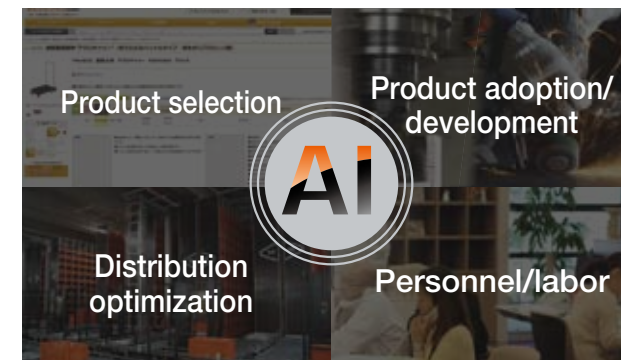 Product selection
Product adoption/
development
Ai
Distribution
optimization
Personnel/labor